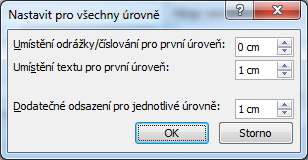 Nastavit pro všechny úrovně
Umístění odrážky/číslování pro první úroveň: 0 cm
Umístění textu pro první úroveň: 1 cm
Dodatečné odsazení pro jednotlivé úrovně: 1 cm
OK Storno